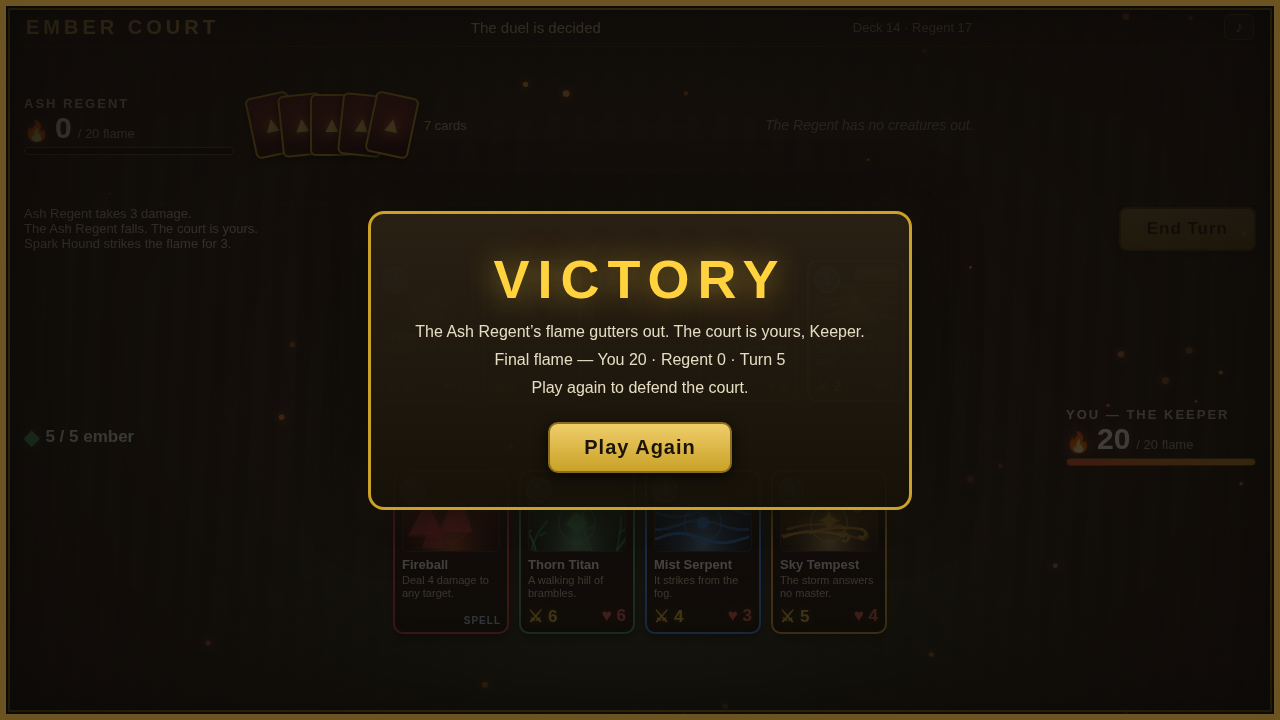 EMBER COURT
The duel is decided
Deck 14 · Regent 17
♪
ASH REGENT
0 / 20 flame
7 cards
The Regent has no creatures out.
Ash Regent takes 3 damage.
The Ash Regent falls. The court is yours.
Spark Hound strikes the flame for 3.
End Turn
VICTORY
The Ash Regent's flame gutters out. The court is yours, Keeper.
Final flame — You 20 · Regent 0 · Turn 5
Play again to defend the court.
Play Again
5 / 5 ember
YOU — THE KEEPER
20 / 20 flame
Fireball
Deal 4 damage to
any target.
SPELL
Thorn Titan
A walking hill of
brambles.
⚔ 6 ♥ 6
Mist Serpent
It strikes from the
fog.
⚔ 4 ♥ 3
Sky Tempest
The storm answers
no master.
⚔ 5 ♥ 4